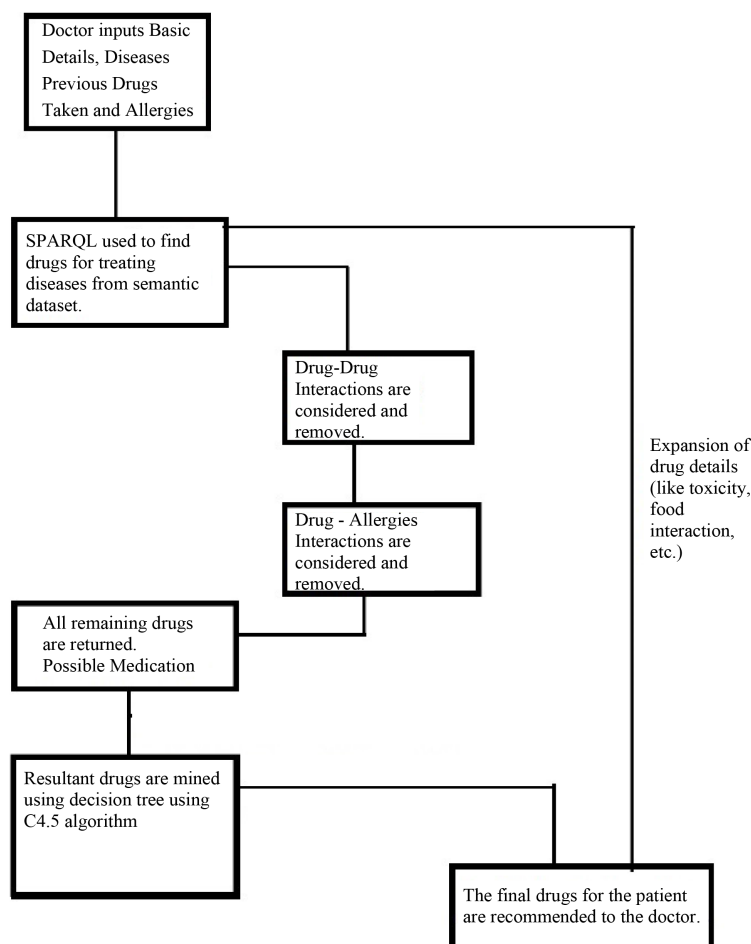 Doctor inputs Basic
Details, Diseases
Previous Drugs
Taken and Allergies
SPARQL used to find
drugs for treating
diseases from semantic
dataset.
Drug-Drug
Interactions are
considered and
removed.
Expansion of
drug details
(like toxicity,
food
interaction,
etc.)
Drug - Allergies
Interactions are
considered and
removed.
All remaining drugs
are returned.
Possible Medication
Resultant drugs are mined
using decision tree using
C4.5 algorithm
The final drugs for the patient
are recommended to the doctor.